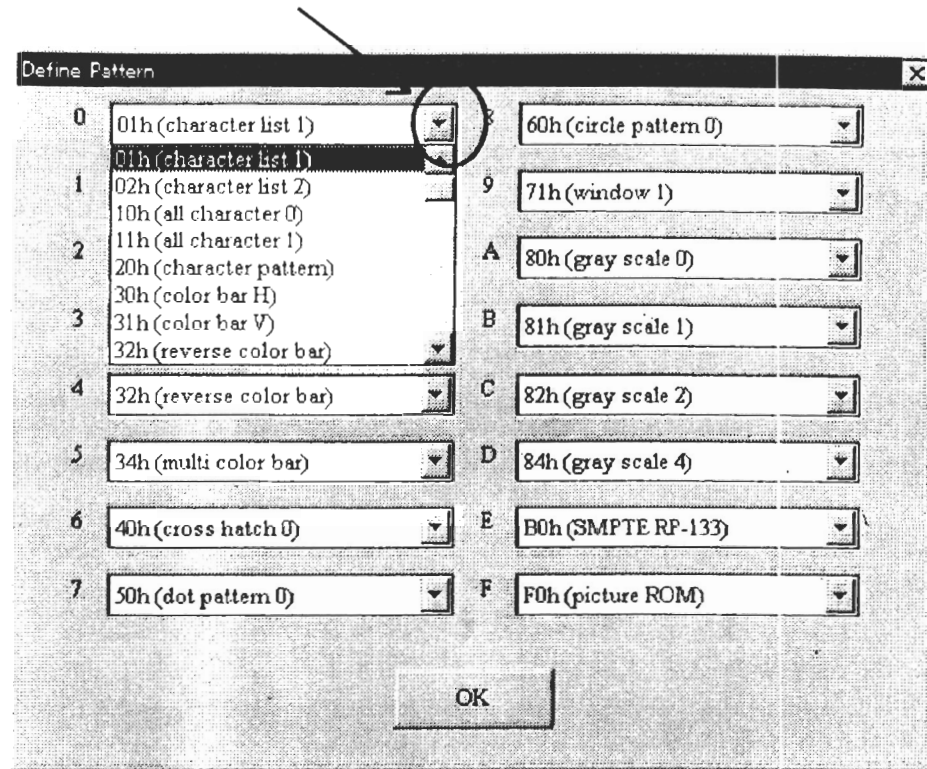 Define Pattern
0 01h (character list 1)
01h (character list 1)
1 02h (character list 2)
10h (all character 0)
11h (all character 1)
2 20h (character pattern)
30h (color bar H)
3 31h (color bar V)
32h (reverse color bar)
4 32h (reverse color bar)
5 34h (multi color bar)
6 40h (cross hatch 0)
7 50h (dot pattern 0)
8 60h (circle pattern 0)
9 71h (window 1)
A 80h (gray scale 0)
B 81h (gray scale 1)
C 82h (gray scale 2)
D 84h (gray scale 4)
E B0h (SMPTE RP-133)
F F0h (picture ROM)
OK